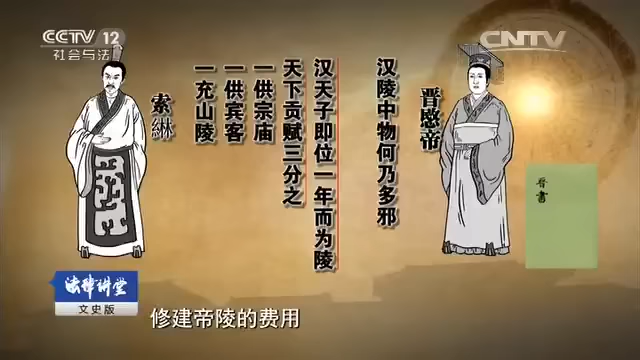 CCTV 12
社会与法
CNTV
晋愍帝
汉陵中物何乃多邪
索綝
汉天子即位一年而为陵
天下贡赋三分之
一供宗庙
一供宾客
一充山陵
晋書
法律讲堂
文史版
修建帝陵的费用